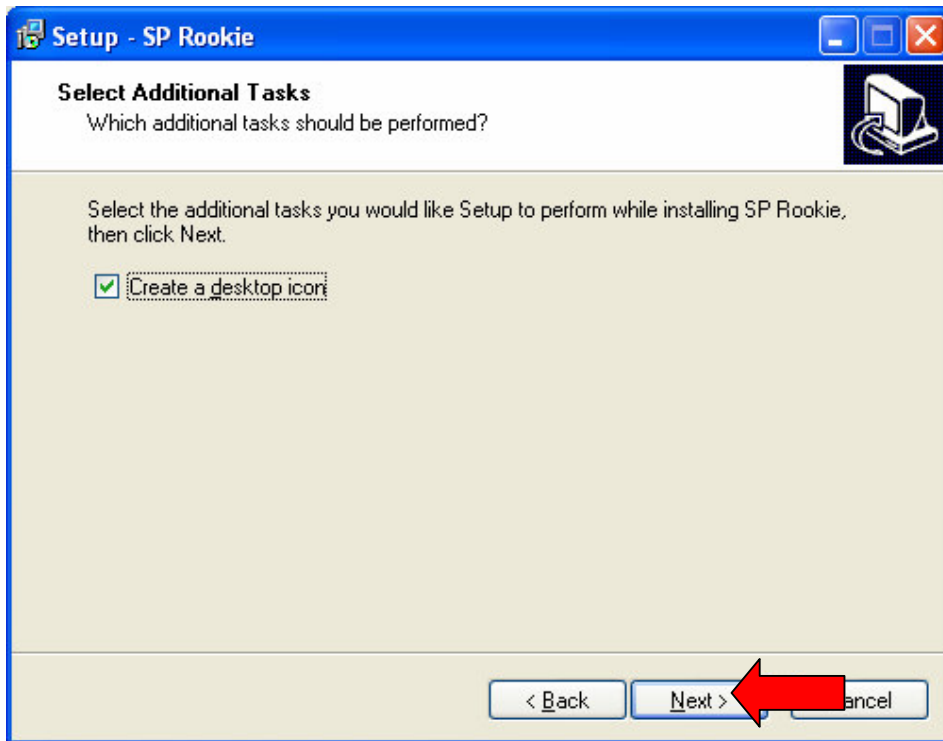 Setup - SP Rookie
Select Additional Tasks
Which additional tasks should be performed?
Select the additional tasks you would like Setup to perform while installing SP Rookie,
then click Next.
Create a desktop icon
< Back Next > ancel